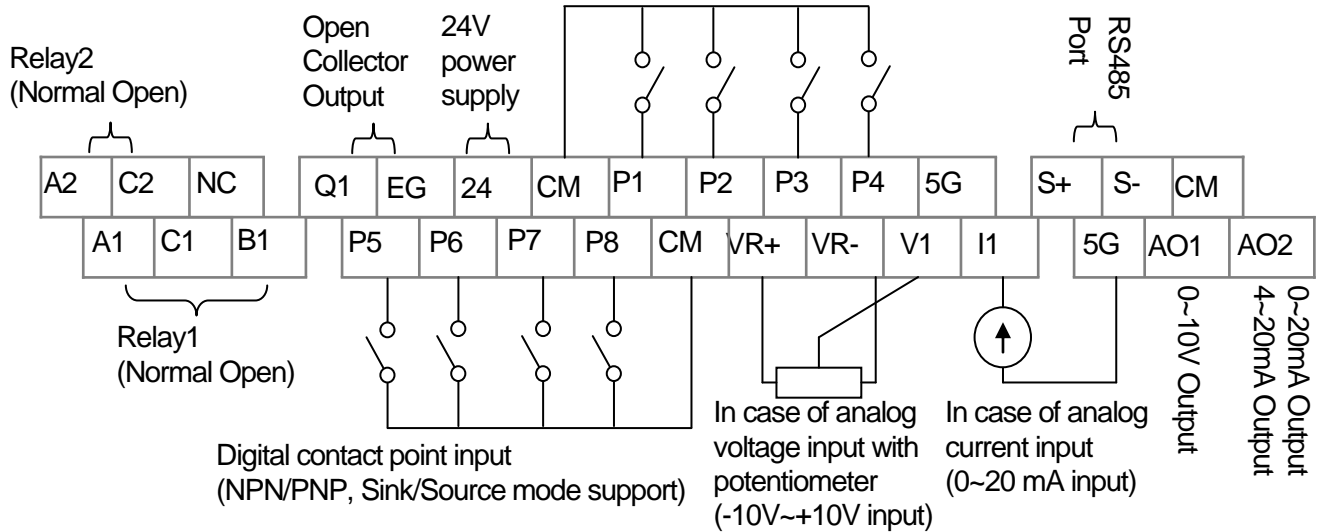 Relay2
(Normal Open)
Open
Collector
Output
24V
power
supply
RS485
Port
A2 C2 NC Q1 EG 24 CM P1 P2 P3 P4 5G S+ S- CM
A1 C1 B1 P5 P6 P7 P8 CM VR+ VR- V1 I1 5G AO1 AO2
Relay1
(Normal Open)
Digital contact point input
(NPN/PNP, Sink/Source mode support)
In case of analog
voltage input with
potentiometer
(-10V~+10V input)
In case of analog
current input
(0~20 mA input)
0~10V Output
0~20mA Output
4~20mA Output